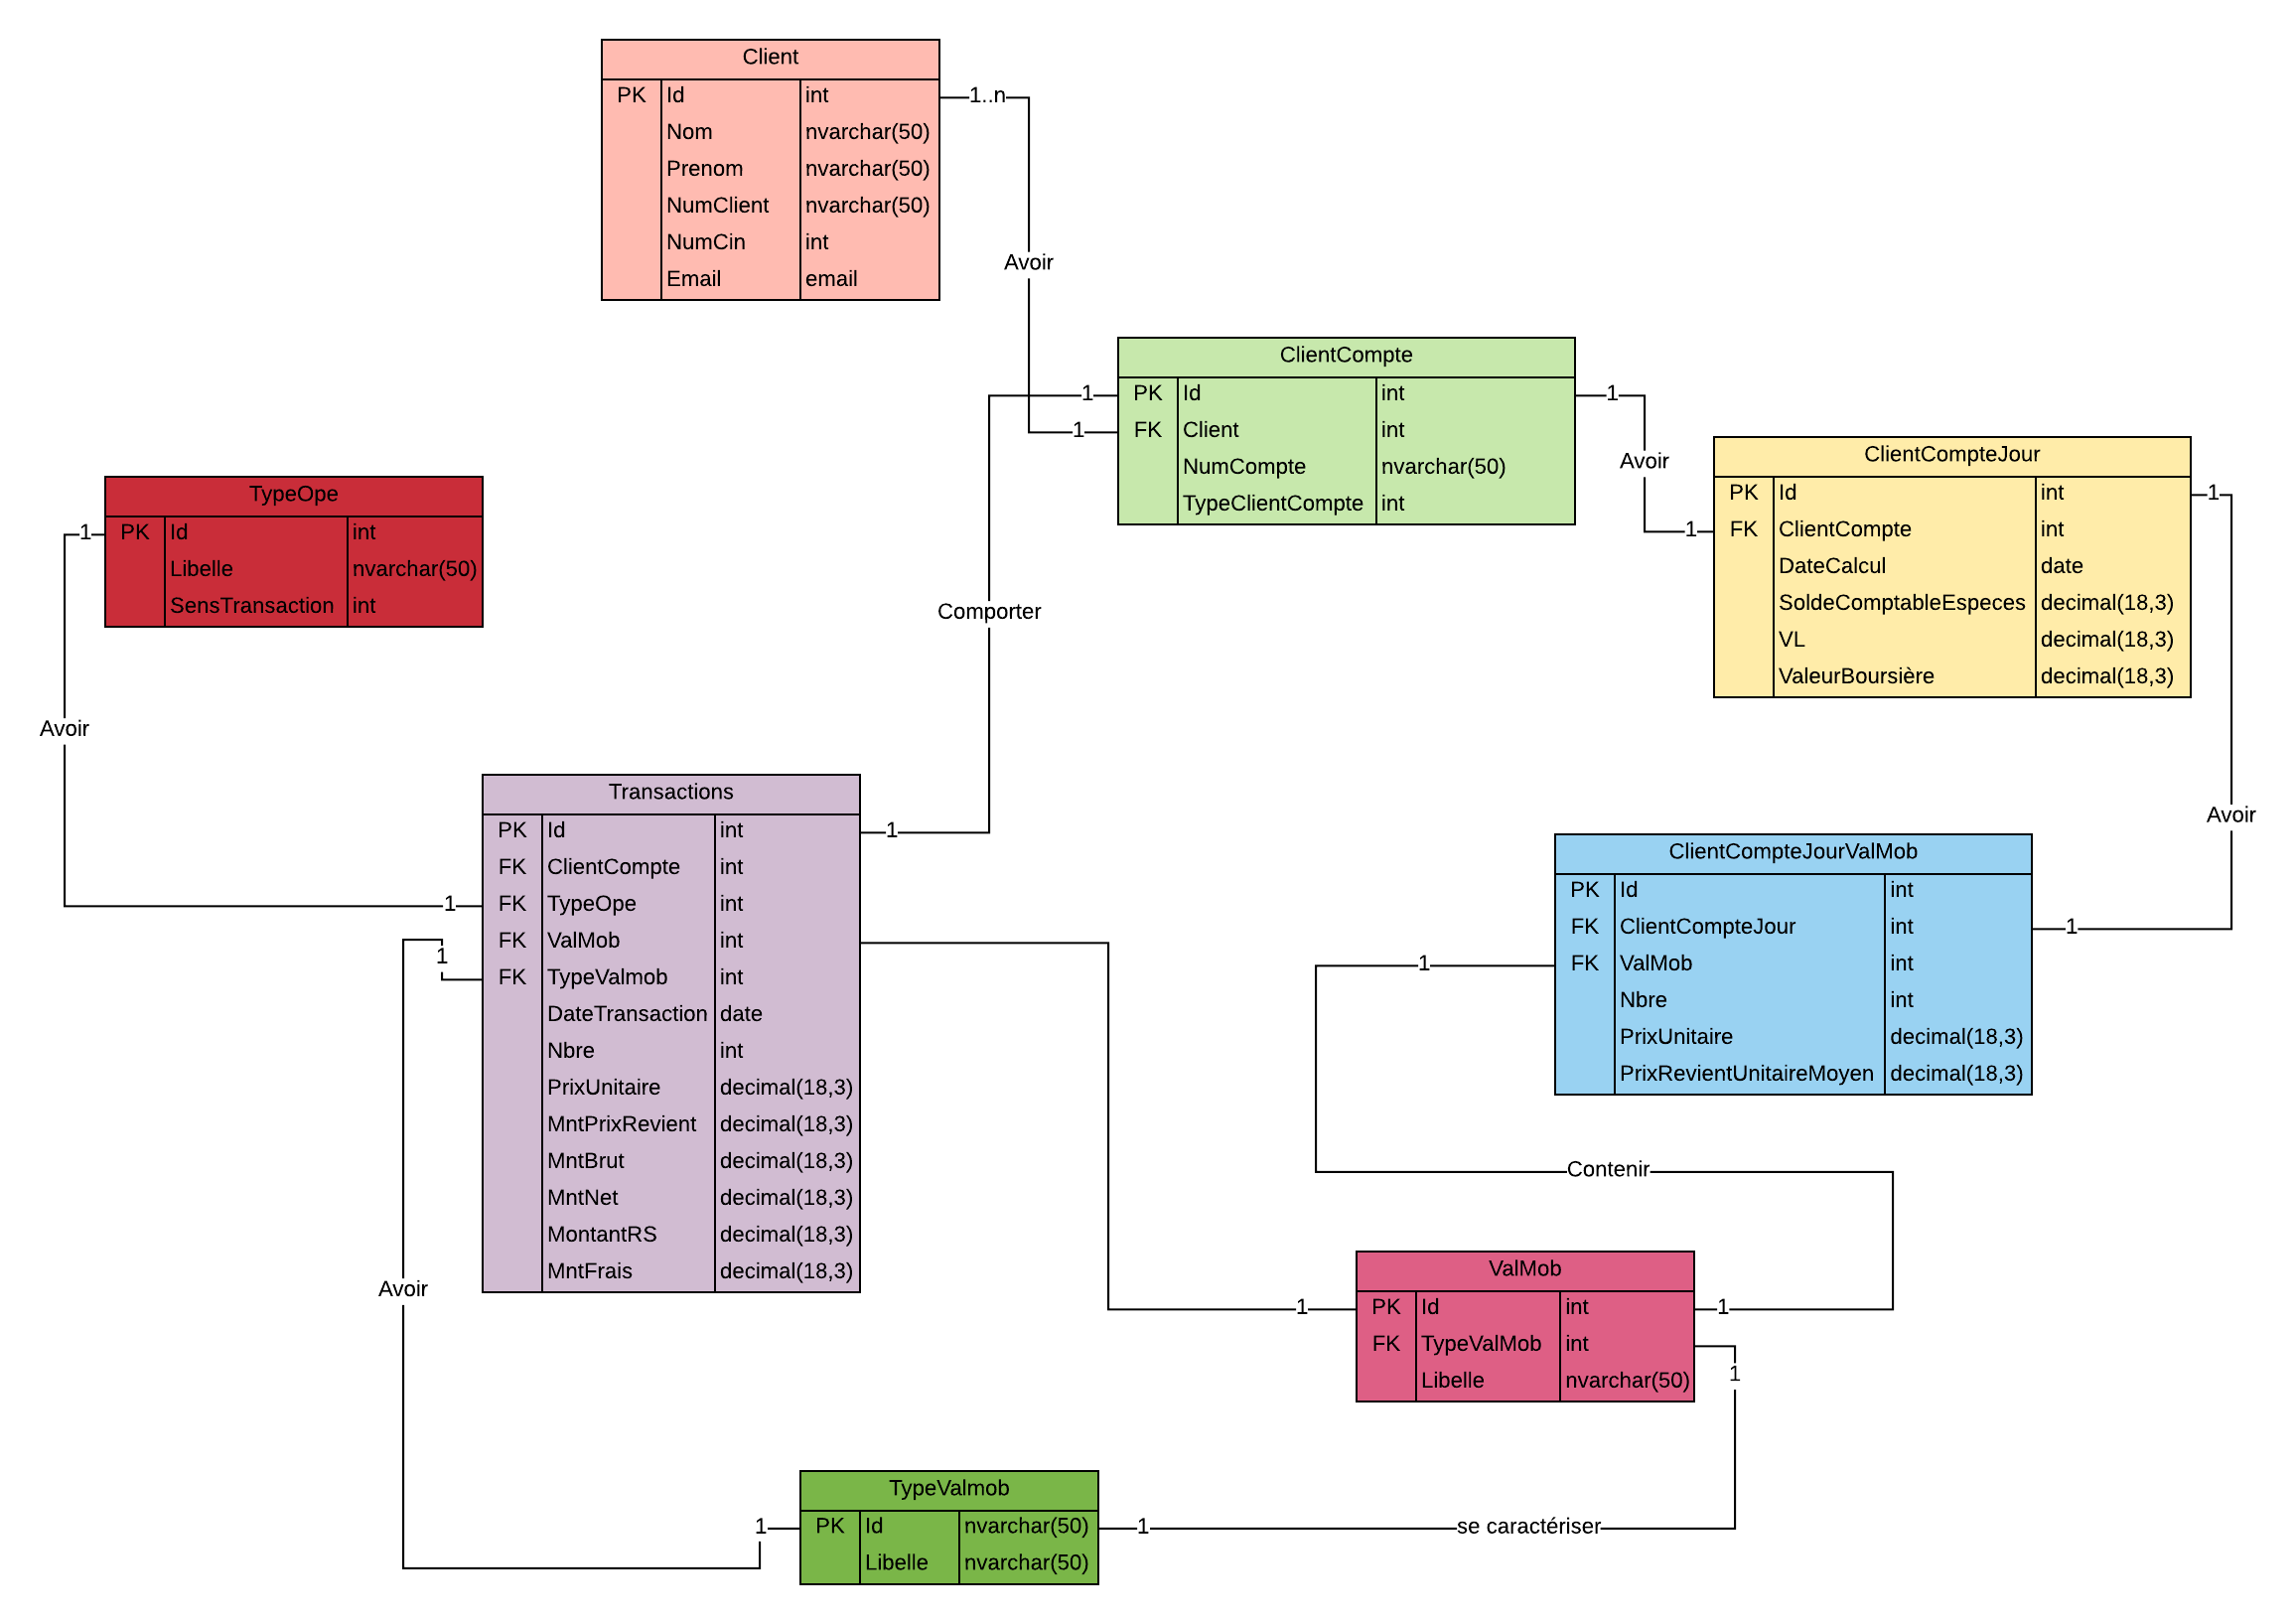 Client
PK Id int
Nom nvarchar(50)
Prenom nvarchar(50)
NumClient nvarchar(50)
NumCin int
Email email
1..n
Avoir
ClientCompte
PK Id int
FK Client int
NumCompte nvarchar(50)
TypeClientCompte int
1
1
1
Avoir
1
ClientCompteJour
PK Id int
FK ClientCompte int
DateCalcul date
SoldeComptableEspeces decimal(18,3)
VL decimal(18,3)
ValeurBoursière decimal(18,3)
1
TypeOpe
PK Id int
Libelle nvarchar(50)
SensTransaction int
1
Comporter
Avoir
Avoir
Transactions
PK Id int
FK ClientCompte int
FK TypeOpe int
FK ValMob int
FK TypeValmob int
DateTransaction date
Nbre int
PrixUnitaire decimal(18,3)
MntPrixRevient decimal(18,3)
MntBrut decimal(18,3)
MntNet decimal(18,3)
MontantRS decimal(18,3)
MntFrais decimal(18,3)
1
1
1
ClientCompteJourValMob
PK Id int
FK ClientCompteJour int
FK ValMob int
Nbre int
PrixUnitaire decimal(18,3)
PrixRevientUnitaireMoyen decimal(18,3)
1
1
Contenir
Avoir
ValMob
PK Id int
FK TypeValMob int
Libelle nvarchar(50)
1
1
1
TypeValmob
PK Id nvarchar(50)
Libelle nvarchar(50)
1
1
se caractériser